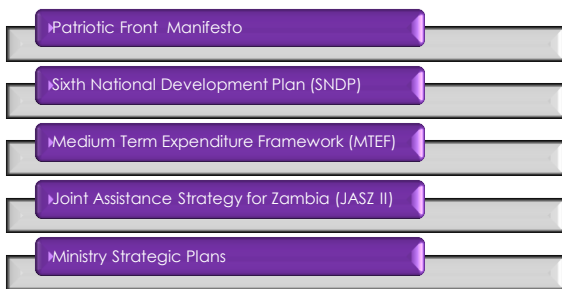 Patriotic Front Manifesto
Sixth National Development Plan (SNDP)
Medium Term Expenditure Framework (MTEF)
Joint Assistance Strategy for Zambia (JASZ II)
Ministry Strategic Plans